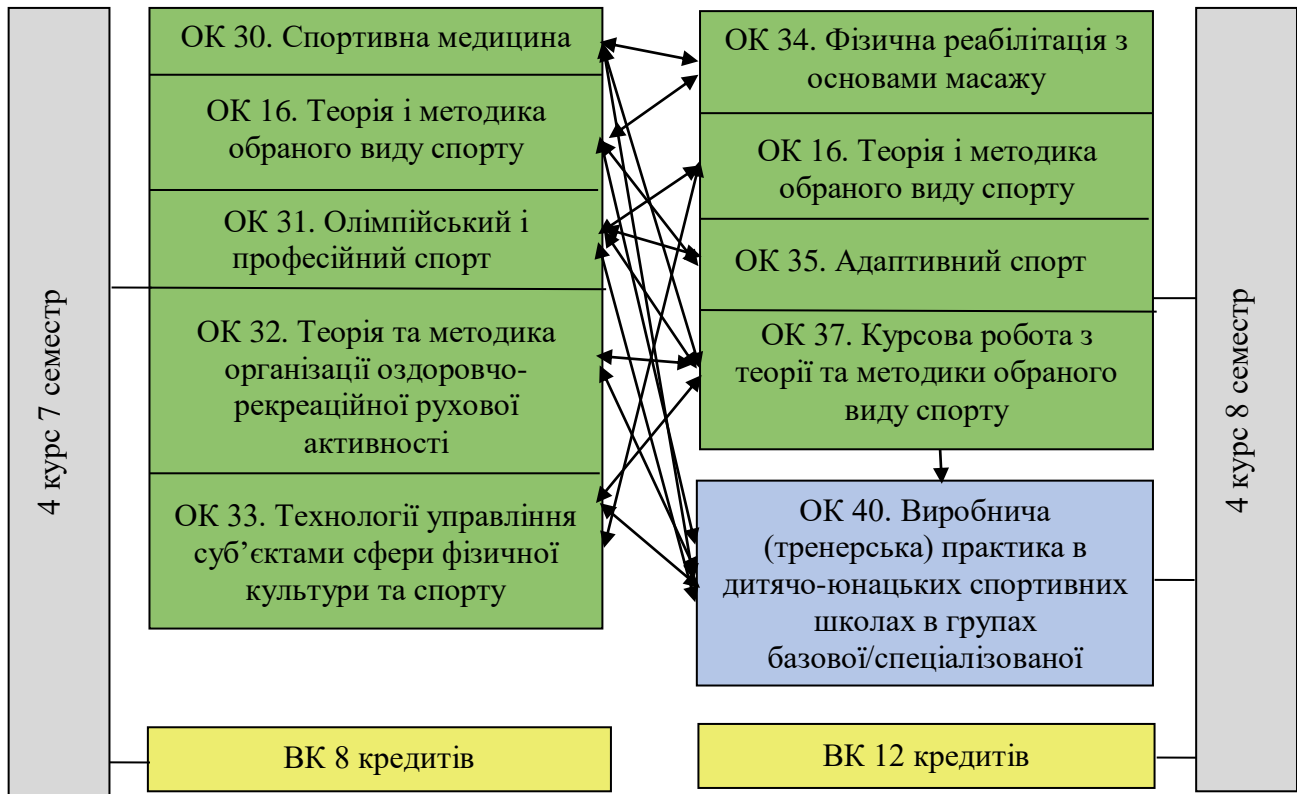 4 курс 7 семестр
ОК 30. Спортивна медицина
ОК 16. Теорія і методика
обраного виду спорту
ОК 31. Олімпійський і
професійний спорт
ОК 32. Теорія та методика
організації оздоровчо-
рекреаційної рухової
активності
ОК 33. Технології управління
суб’єктами сфери фізичної
культури та спорту
ВК 8 кредитів
ОК 34. Фізична реабілітація з
основами масажу
ОК 16. Теорія і методика
обраного виду спорту
ОК 35. Адаптивний спорт
ОК 37. Курсова робота з
теорії та методики обраного
виду спорту
ОК 40. Виробнича
(тренерська) практика в
дитячо-юнацьких спортивних
школах в групах
базової/спеціалізованої
ВК 12 кредитів
4 курс 8 семестр